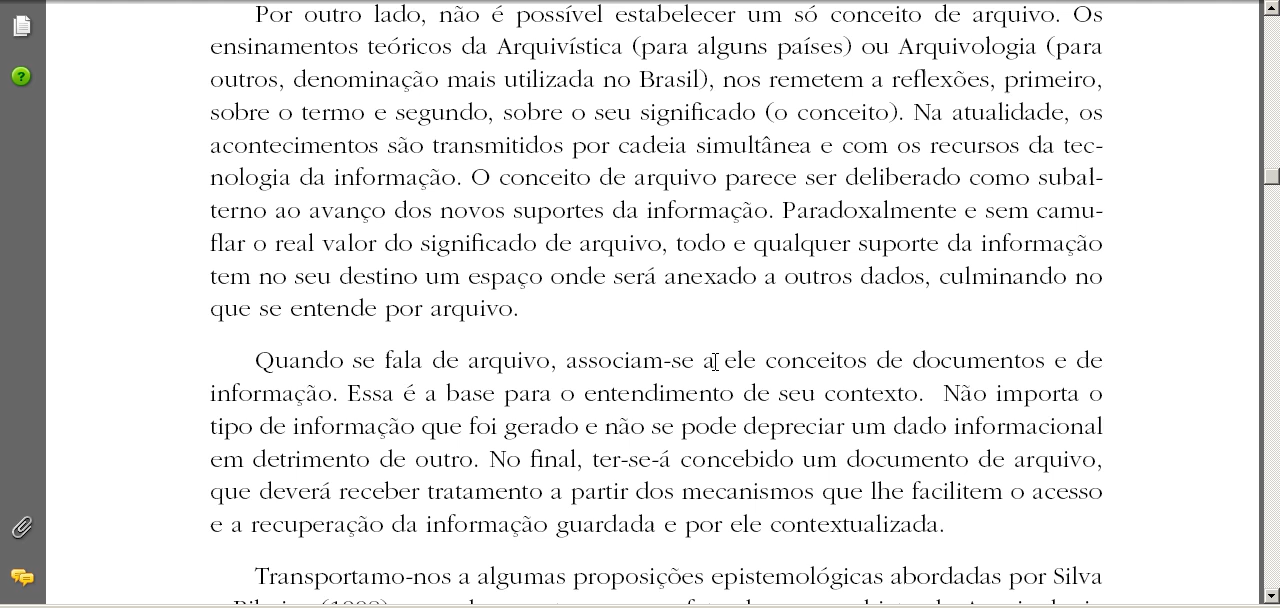 Por outro lado, não é possível estabelecer um só conceito de arquivo. Os
ensinamentos teóricos da Arquivística (para alguns países) ou Arquivologia (para
outros, denominação mais utilizada no Brasil), nos remetem a reflexões, primeiro,
sobre o termo e segundo, sobre o seu significado (o conceito). Na atualidade, os
acontecimentos são transmitidos por cadeia simultânea e com os recursos da tec-
nologia da informação. O conceito de arquivo parece ser deliberado como subal-
terno ao avanço dos novos suportes da informação. Paradoxalmente e sem camu-
flar o real valor do significado de arquivo, todo e qualquer suporte da informação
tem no seu destino um espaço onde será anexado a outros dados, culminando no
que se entende por arquivo.
Quando se fala de arquivo, associam-se a ele conceitos de documentos e de
informação. Essa é a base para o entendimento de seu contexto.  Não importa o
tipo de informação que foi gerado e não se pode depreciar um dado informacional
em detrimento de outro. No final, ter-se-á concebido um documento de arquivo,
que deverá receber tratamento a partir dos mecanismos que lhe facilitem o acesso
e a recuperação da informação guardada e por ele contextualizada.
Transportamo-nos a algumas proposições epistemológicas abordadas por Silva